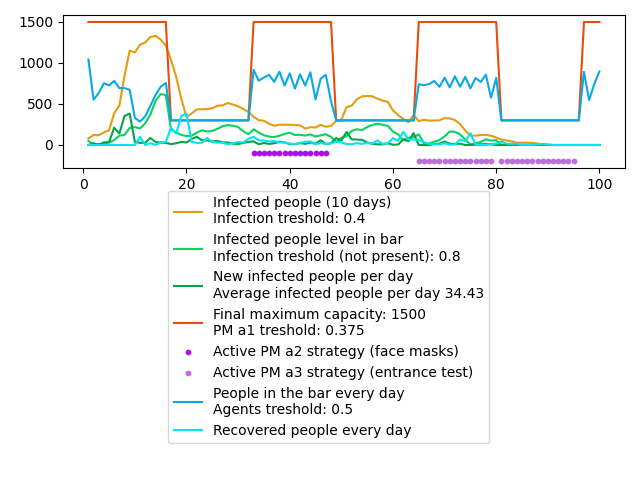 1500
1000
500
0
0
20
40
60
80
100
Infected people (10 days)
Infection treshold: 0.4
Infected people level in bar
Infection treshold (not present): 0.8
New infected people per day
Average infected people per day 34.43
Final maximum capacity: 1500
PM a1 treshold: 0.375
Active PM a2 strategy (face masks)
Active PM a3 strategy (entrance test)
People in the bar every day
Agents treshold: 0.5
Recovered people every day